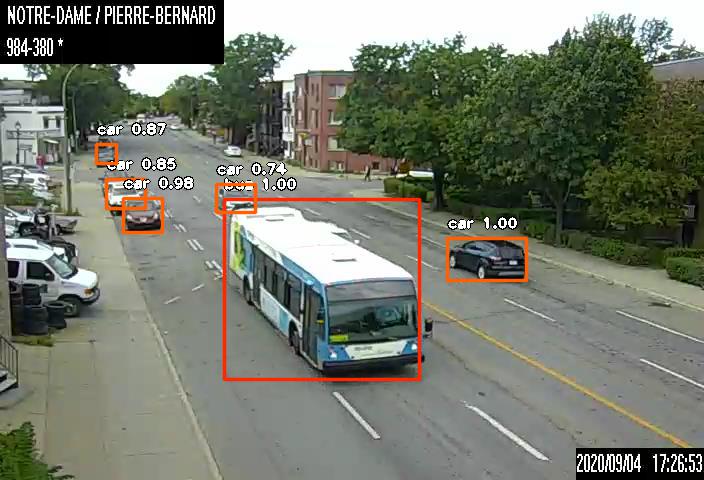 NOTRE-DAME / PIERRE-BERNARD
984-380 *
car 0.87
car 0.85
car 0.98
car 0.74
bus 1.00
car 1.00
2020/09/04 17:26:53